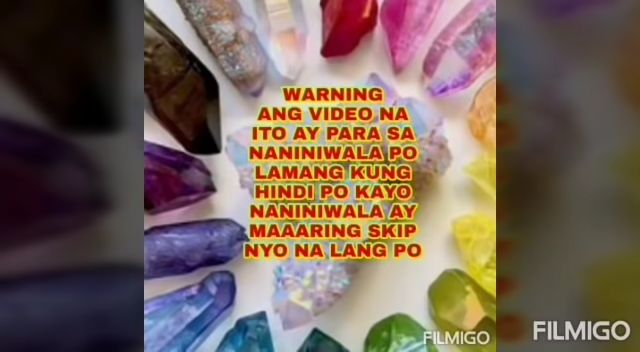 WARNING
ANG VIDEO NA
ITO AY PARA SA
NANINIWALA PO
LAMANG KUNG
HINDI PO KAYO
NANINIWALA AY
MAAARING SKIP
NYO NA LANG PO
FILMIGO
FILMIGO